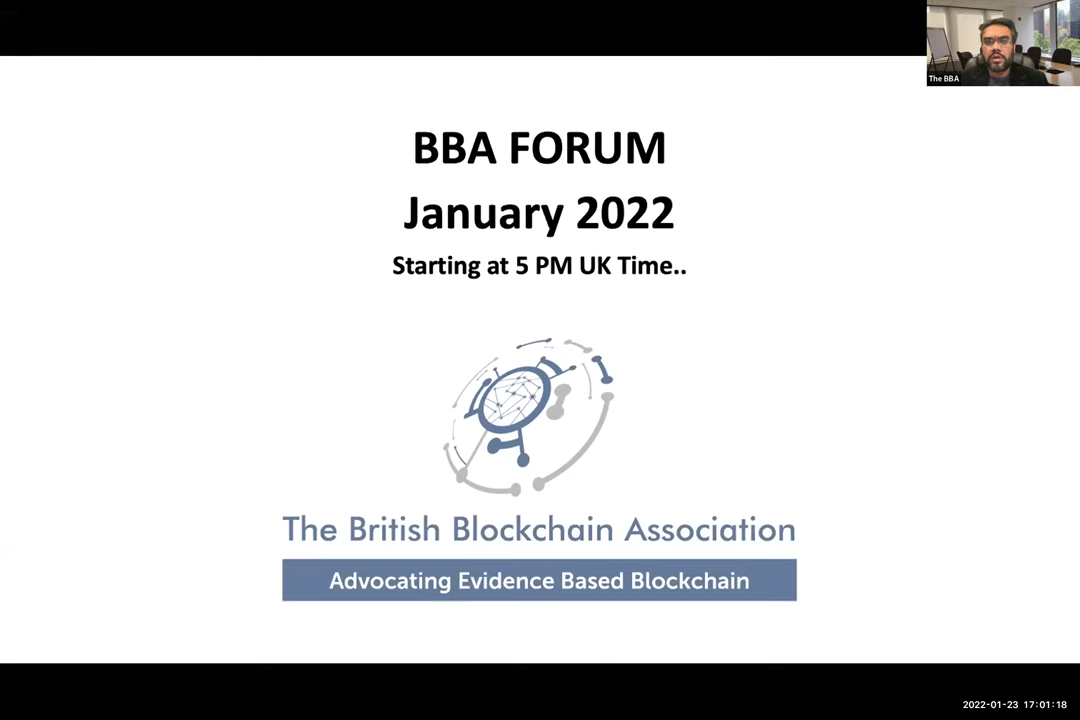 The BBA
BBA FORUM
January 2022
Starting at 5 PM UK Time..
The British Blockchain Association
Advocating Evidence Based Blockchain
2022-01-23 17:01:18